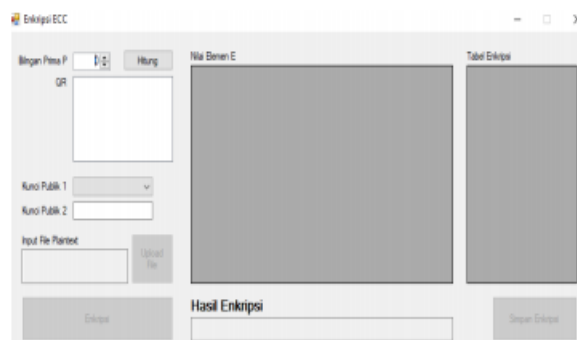 Enkripsi ECC
Bilingan Prima P
Hitung
QR
Nilai Elemen E
Tabel Enkripsi
Kunci Publik 1
Kunci Publik 2
Input File Plaintext
Upload File
Enkripsi
Hasil Enkripsi
Simpan Enkripsi